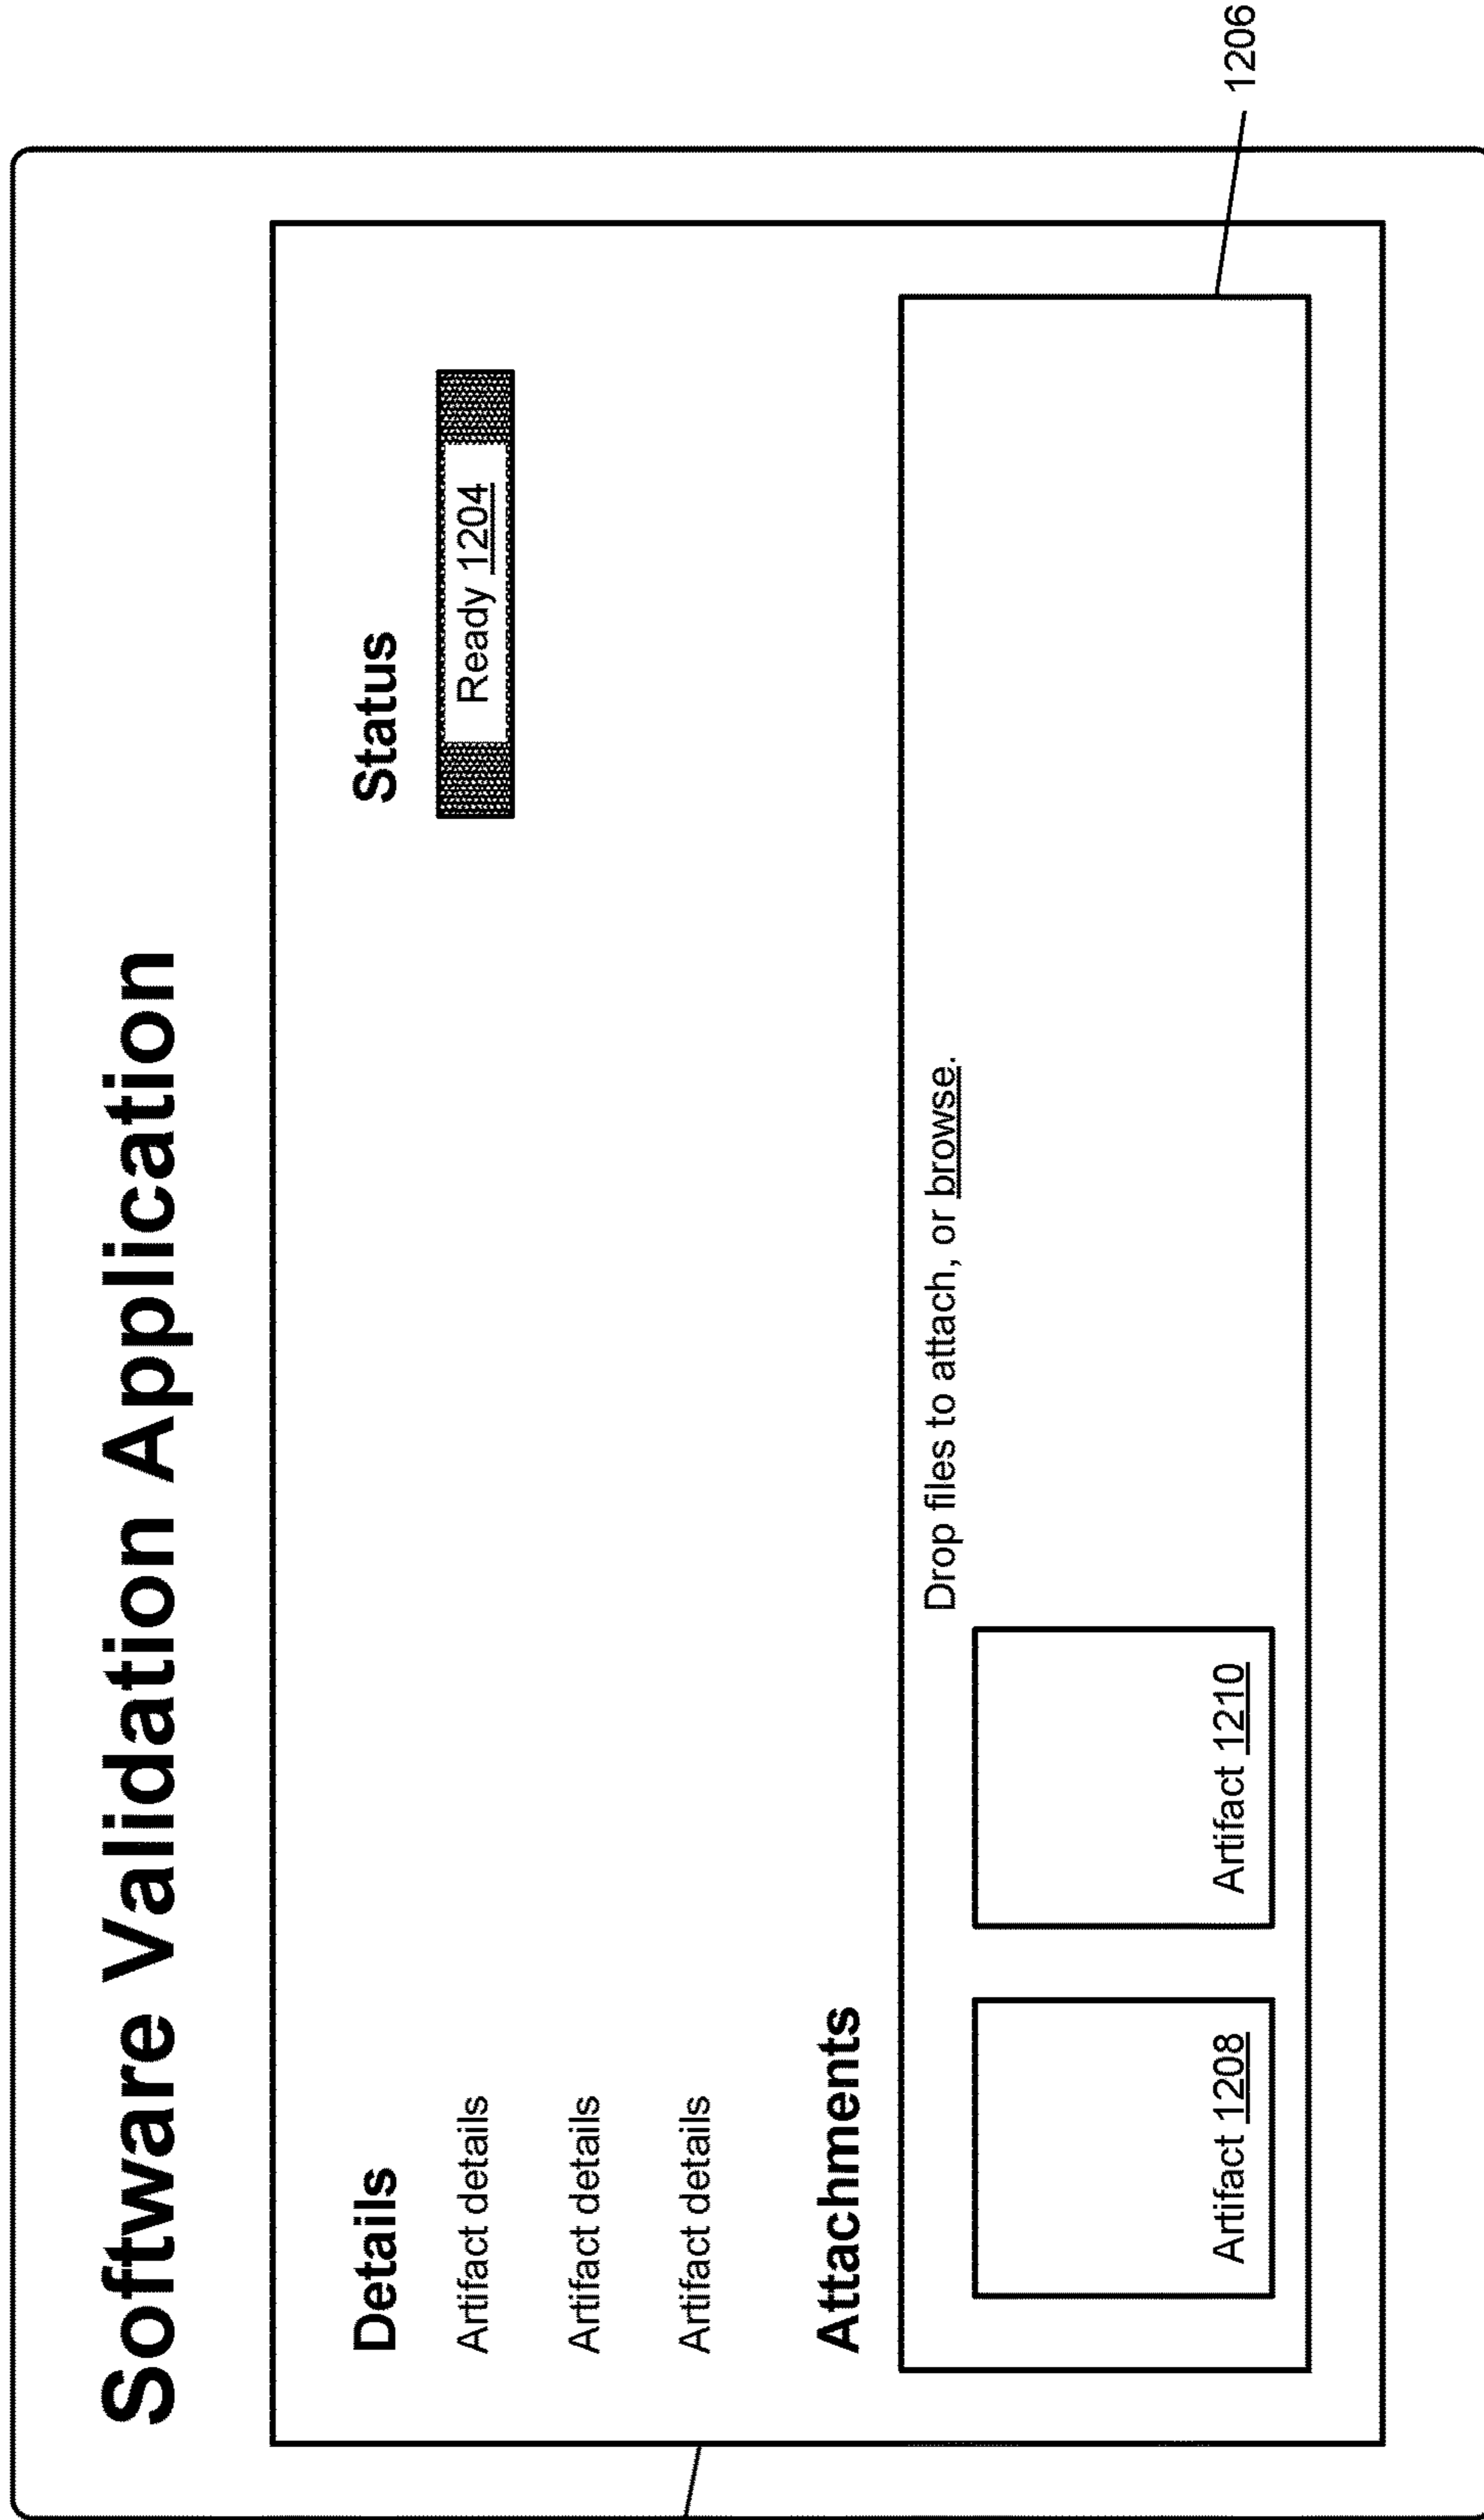 Software Validation Application
Details
Status
Artifact details
Ready 1204
Artifact details
Artifact details
Attachments
Drop files to attach, or browse.
Artifact 1208
Artifact 1210
1206